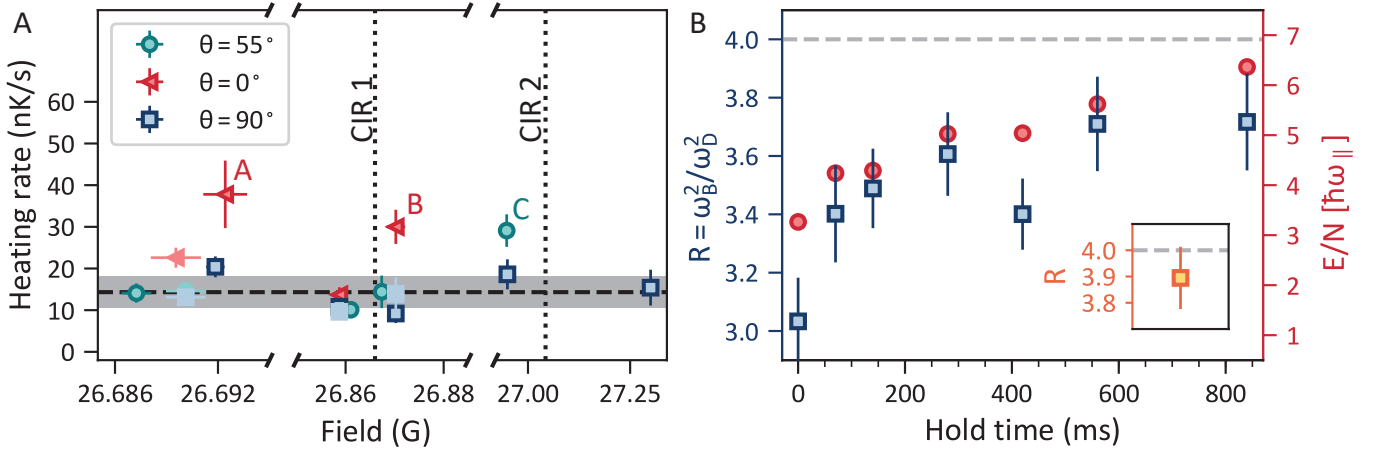 A
θ = 55°
θ = 0°
θ = 90°
Heating rate (nK/s)
60
50
40
30
20
10
0
A
B
C
CIR 1
CIR 2
26.686
26.692
26.86
26.88
27.00
27.25
Field (G)
B
R = ω_B^2/ω_D^2
4.0
3.8
3.6
3.4
3.2
3.0
0
200
400
600
800
Hold time (ms)
7
6
5
4
3
2
1
E/N [ħω∥]
R
4.0
3.9
3.8